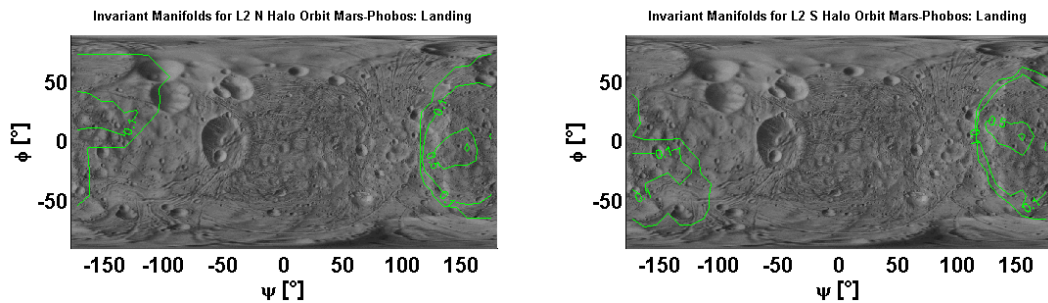 Invariant Manifolds for L2 N Halo Orbit Mars-Phobos: Landing
50
0
-50
ϕ [°]
-150 -100 -50 0 50 100 150
Ψ [°]
Invariant Manifolds for L2 S Halo Orbit Mars-Phobos: Landing
50
0
-50
ϕ [°]
-150 -100 -50 0 50 100 150
Ψ [°]